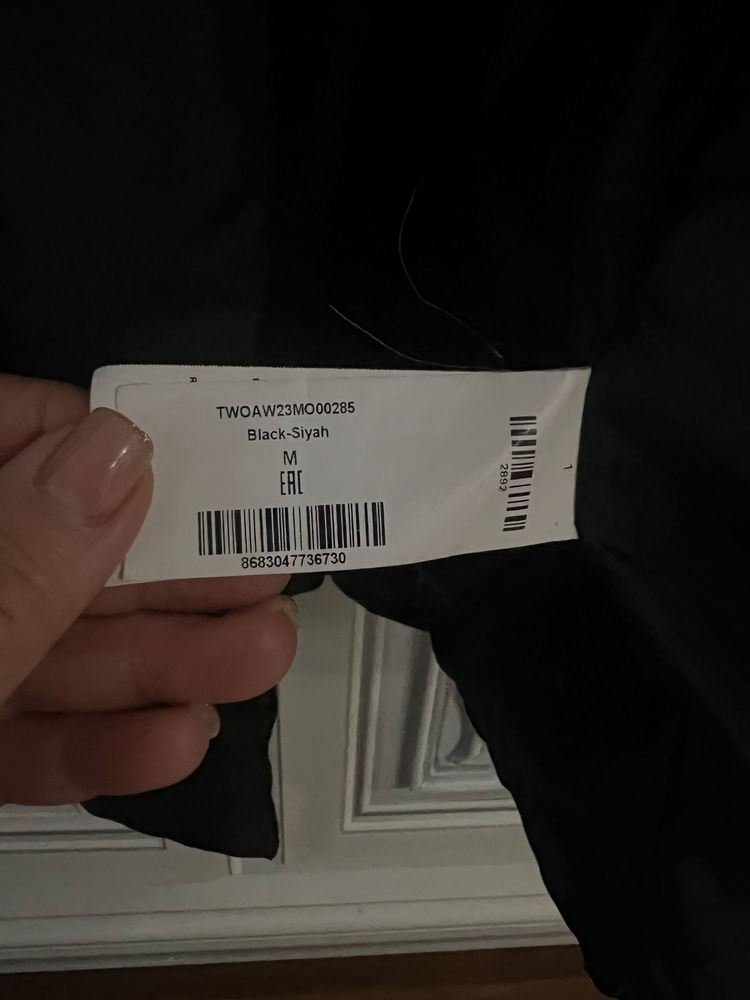 TWOAW23MO00285
Black-Siyah
M
EAC
8683047736730
2892
1